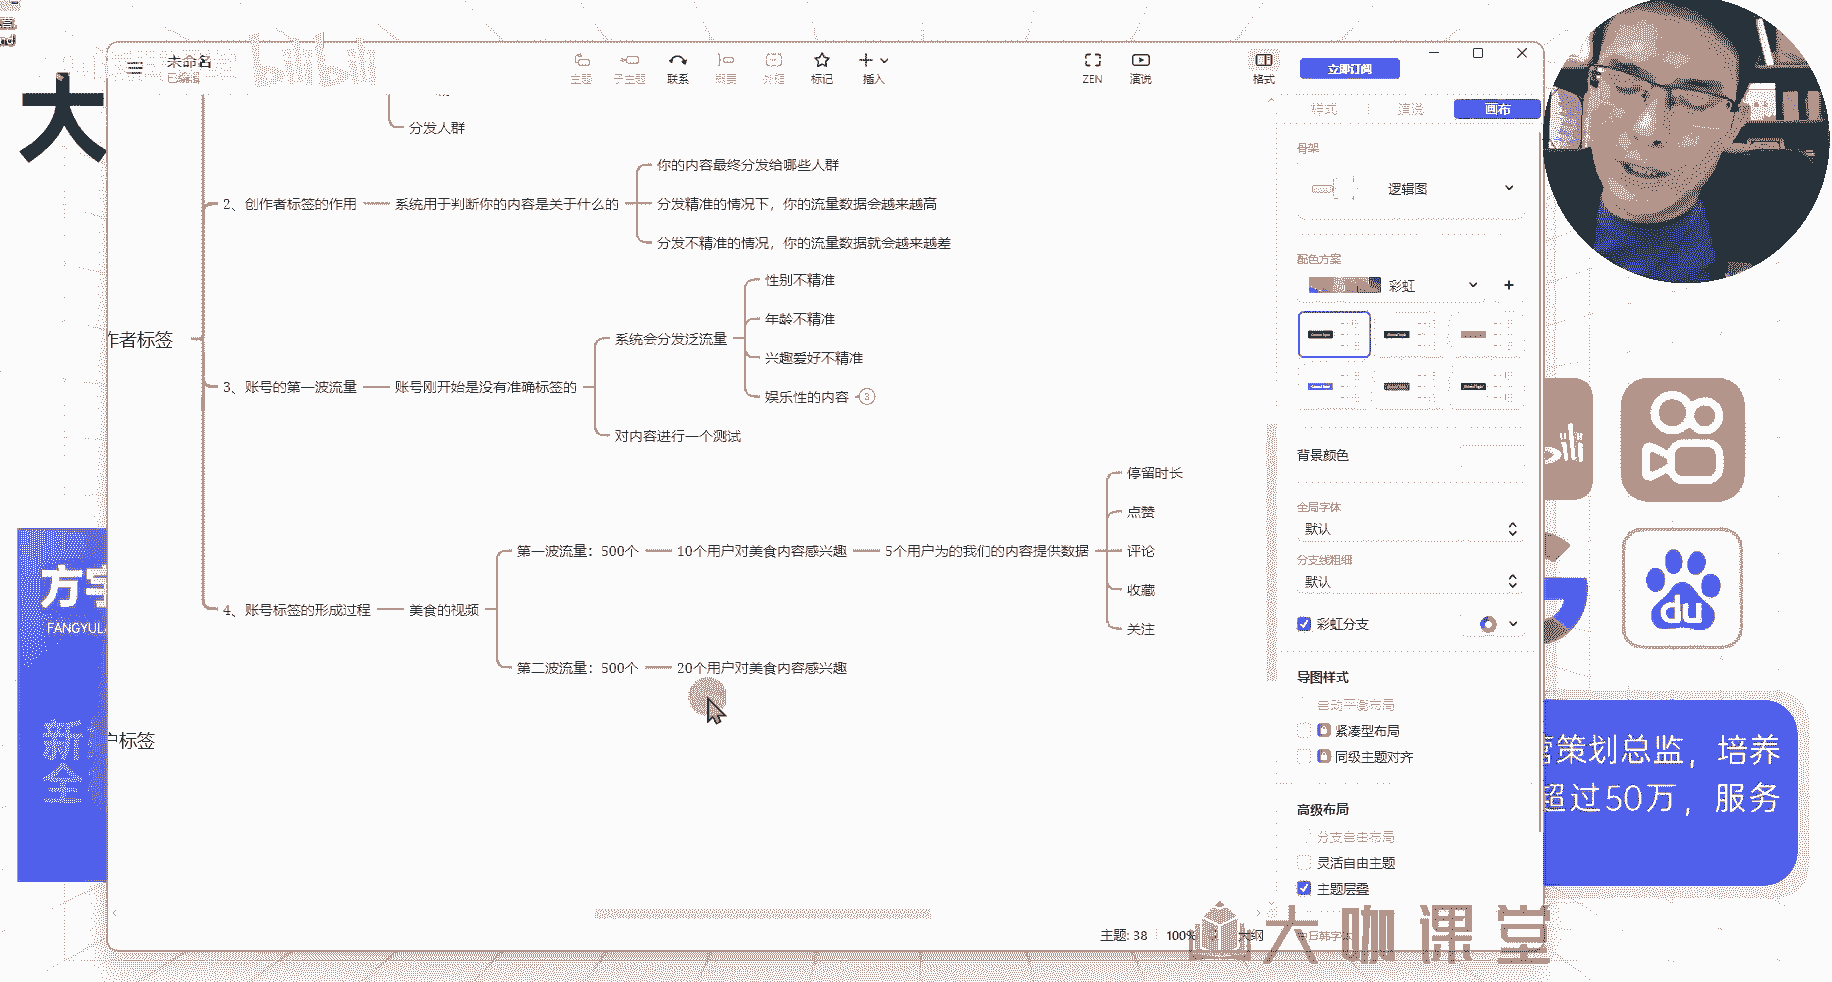 大
bilibili
未命名
已编辑
主题
子主题
联系
概要
外框
标记
插入
ZEN
演说
格式
立即订阅
样式
演说
画布
分发人群
2、创作者标签的作用
系统用于判断你的内容是关于什么的
你的内容最终分发给哪些人群
分发精准的情况下，你的流量数据会越来越高
分发不精准的情况，你的流量数据就会越来越差
作者标签
3、账号的第一波流量
账号刚开始是没有准确标签的
系统会分发泛流量
性别不精准
年龄不精准
兴趣爱好不精准
娱乐性的内容
3
对内容进行一个测试
4、账号标签的形成过程
美食的视频
第一波流量：500个
10个用户对美食内容感兴趣
5个用户为的我们的内容提供数据
停留时长
点赞
评论
收藏
关注
第二波流量：500个
20个用户对美食内容感兴趣
户标签
骨架
逻辑图
配色方案
彩虹
背景颜色
全局字体
默认
分支线粗细
默认
彩虹分支
导图样式
自动平衡布局
紧凑型布局
同级主题对齐
高级布局
分支自由布局
灵活自由主题
主题层叠
中日韩字体
主题: 38
100%
大纲
FANGYULA
新
全
bili
du
营策划总监，培养
超过50万，服务
大咖课堂